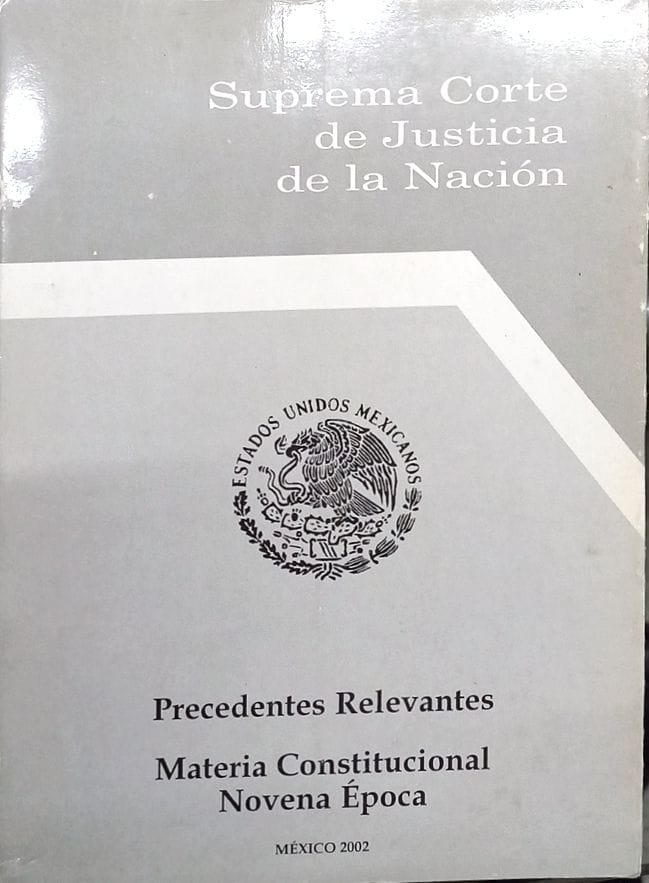 Suprema Corte
de Justicia
de la Nación
ESTADOS UNIDOS MEXICANOS
Precedentes Relevantes
Materia Constitucional
Novena Época
MÉXICO 2002